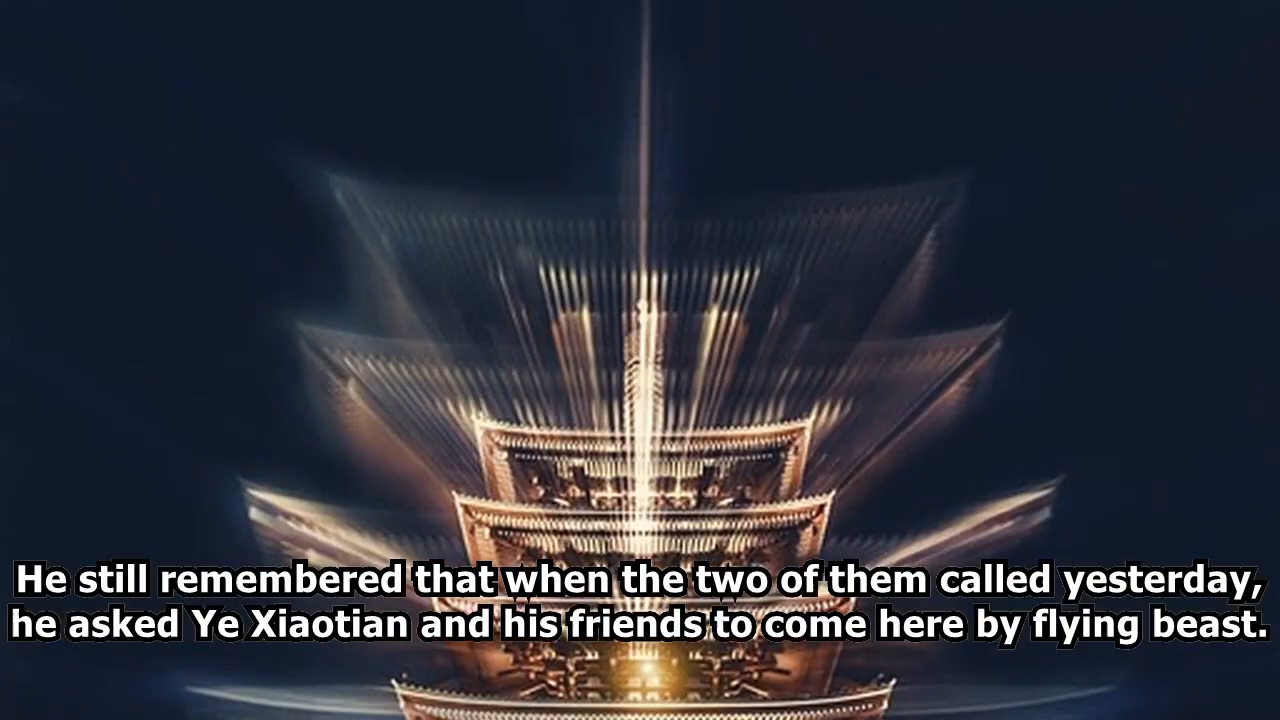 He still remembered that when the two of them called yesterday,
he asked Ye Xiaotian and his friends to come here by flying beast.